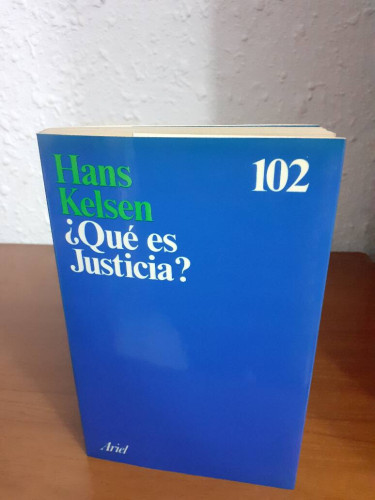 Hans
Kelsen
102
¿Qué es
Justicia?
Ariel